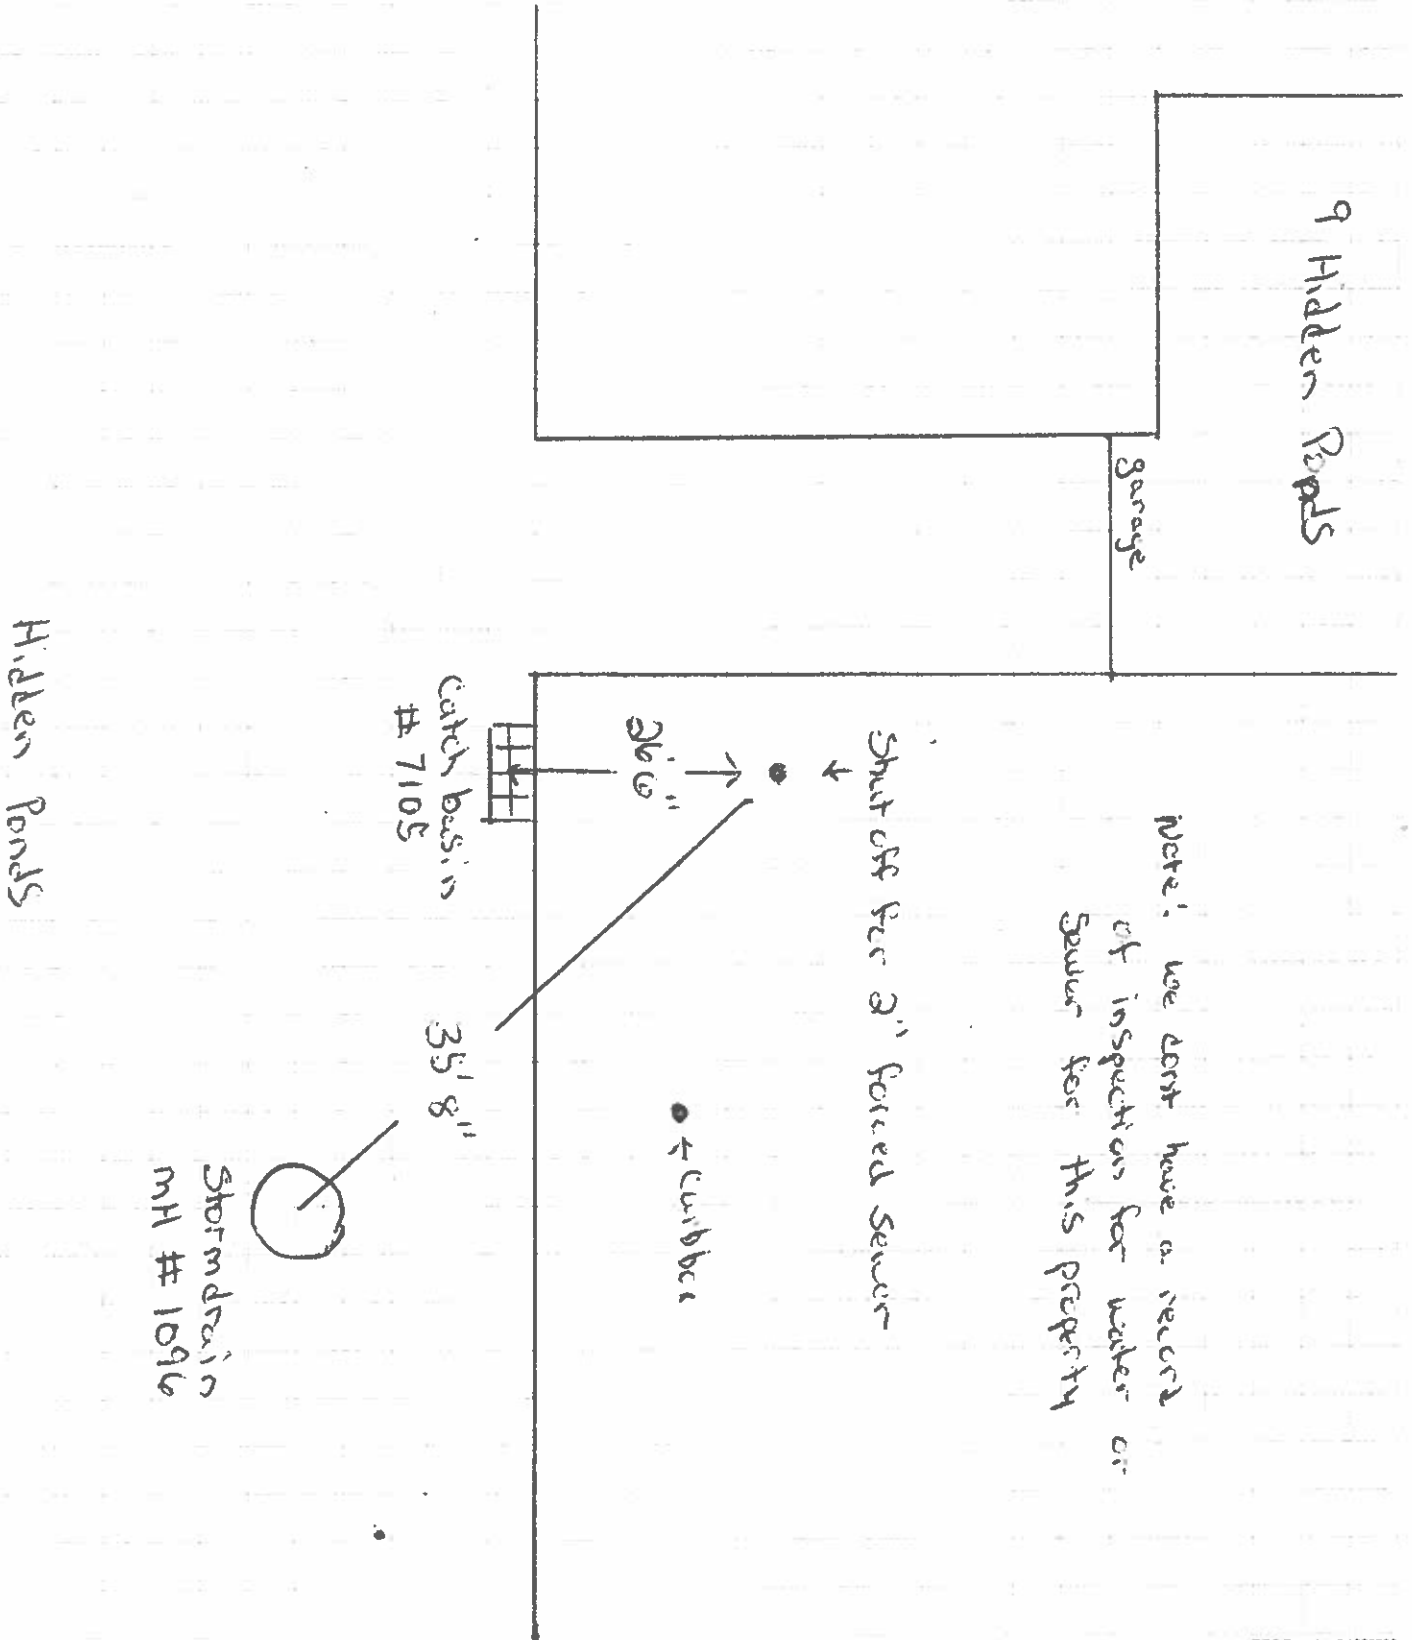 9 Hidden Ponds
garage
Note: we dont have a record
of inspection for water or
Sewer for this property
Shut off for 2" forced sewer
26'6"
Curbbox
Catch basin
# 7105
35' 8"
Stormdrain
MH # 1096
Hidden Ponds